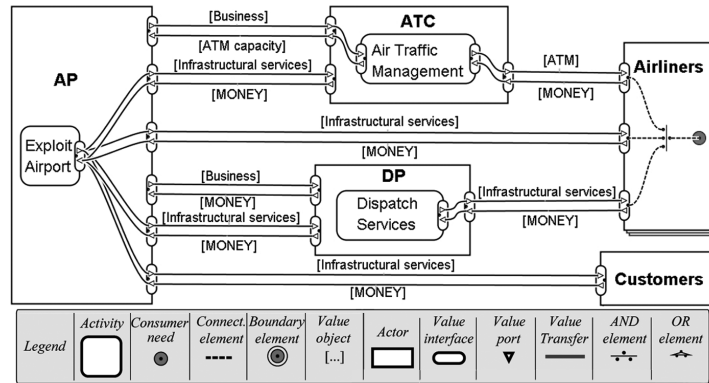 [Business]
ATC
[ATM capacity]
Air Traffic
Management
[ATM]
Airliners
[Infrastructural services]
[MONEY]
[MONEY]
AP
[Infrastructural services]
[MONEY]
Exploit
Airport
[Business]
[MONEY]
DP
Dispatch
Services
[Infrastructural services]
[MONEY]
[Infrastructural services]
[MONEY]
[Infrastructural services]
[MONEY]
Customers
Legend
Activity
Consumer
need
Connect.
element
Boundary
element
Value
object
[...]
Actor
Value
interface
Value
port
Value
Transfer
AND
element
OR
element